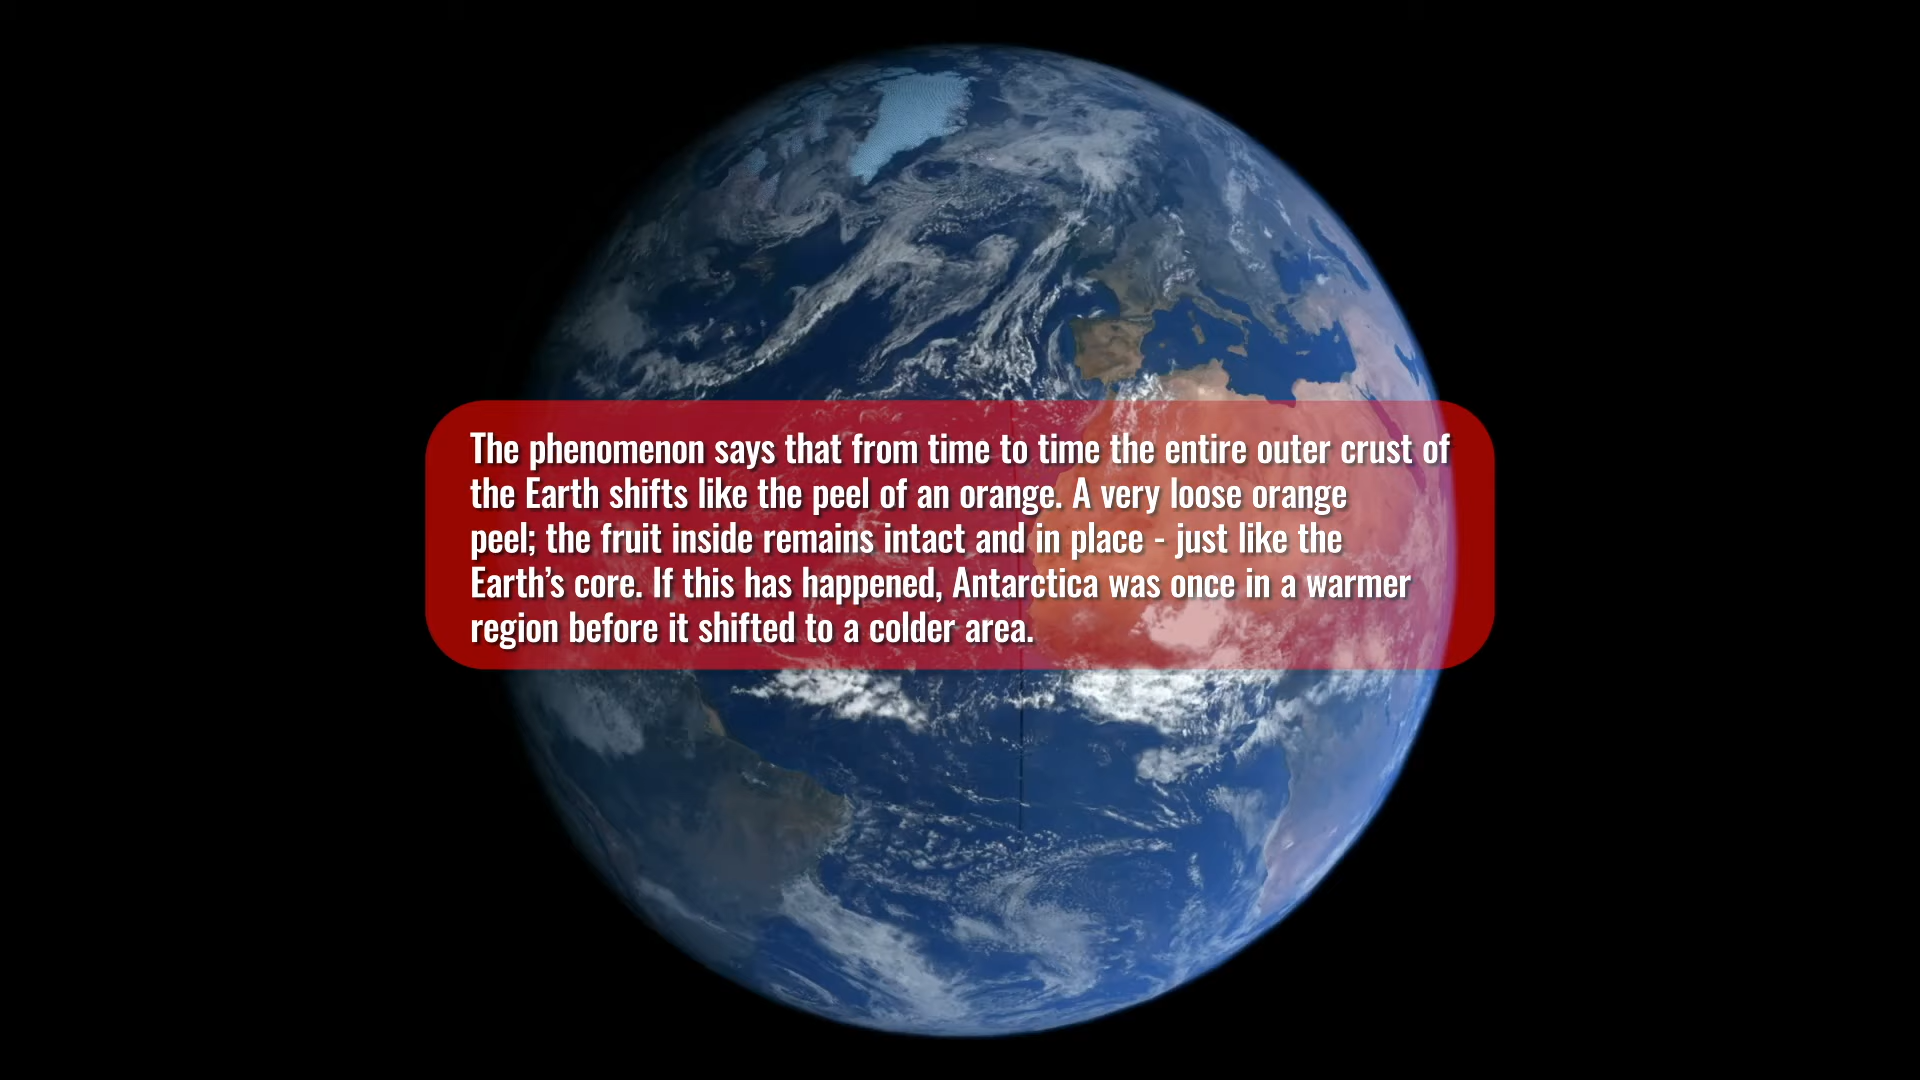 The phenomenon says that from time to time the entire outer crust of
the Earth shifts like the peel of an orange. A very loose orange
peel; the fruit inside remains intact and in place - just like the
Earth’s core. If this has happened, Antarctica was once in a warmer
region before it shifted to a colder area.